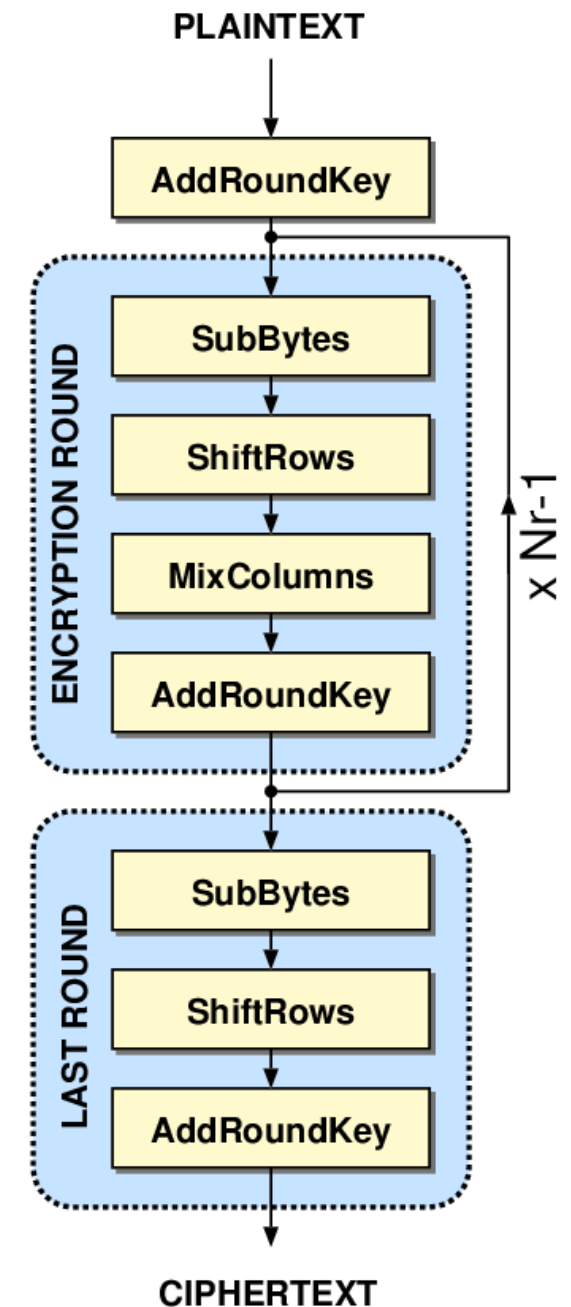 PLAINTEXT
AddRoundKey
ENCRYPTION ROUND
SubBytes
ShiftRows
MixColumns
AddRoundKey
x Nr-1
LAST ROUND
SubBytes
ShiftRows
AddRoundKey
CIPHERTEXT